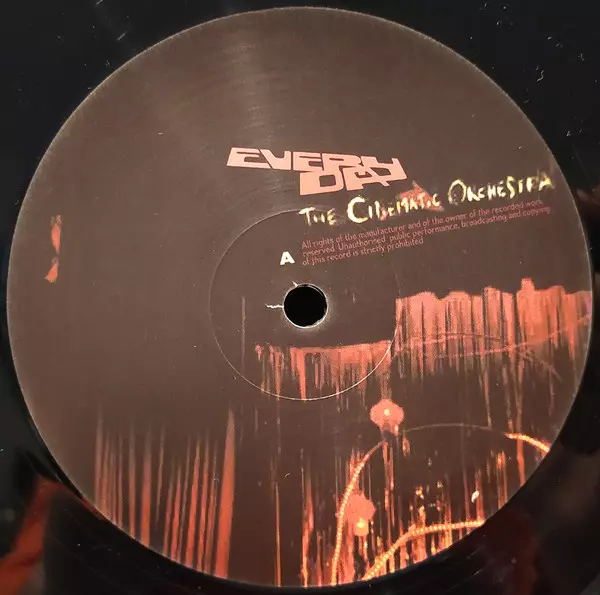 EVERY
DAY
THE CINEMATIC ORCHESTRA
All rights of the manufacturer and of the owner of the recorded work
reserved. Unauthorised public performance, broadcasting and copying
of this record is strictly prohibited
A